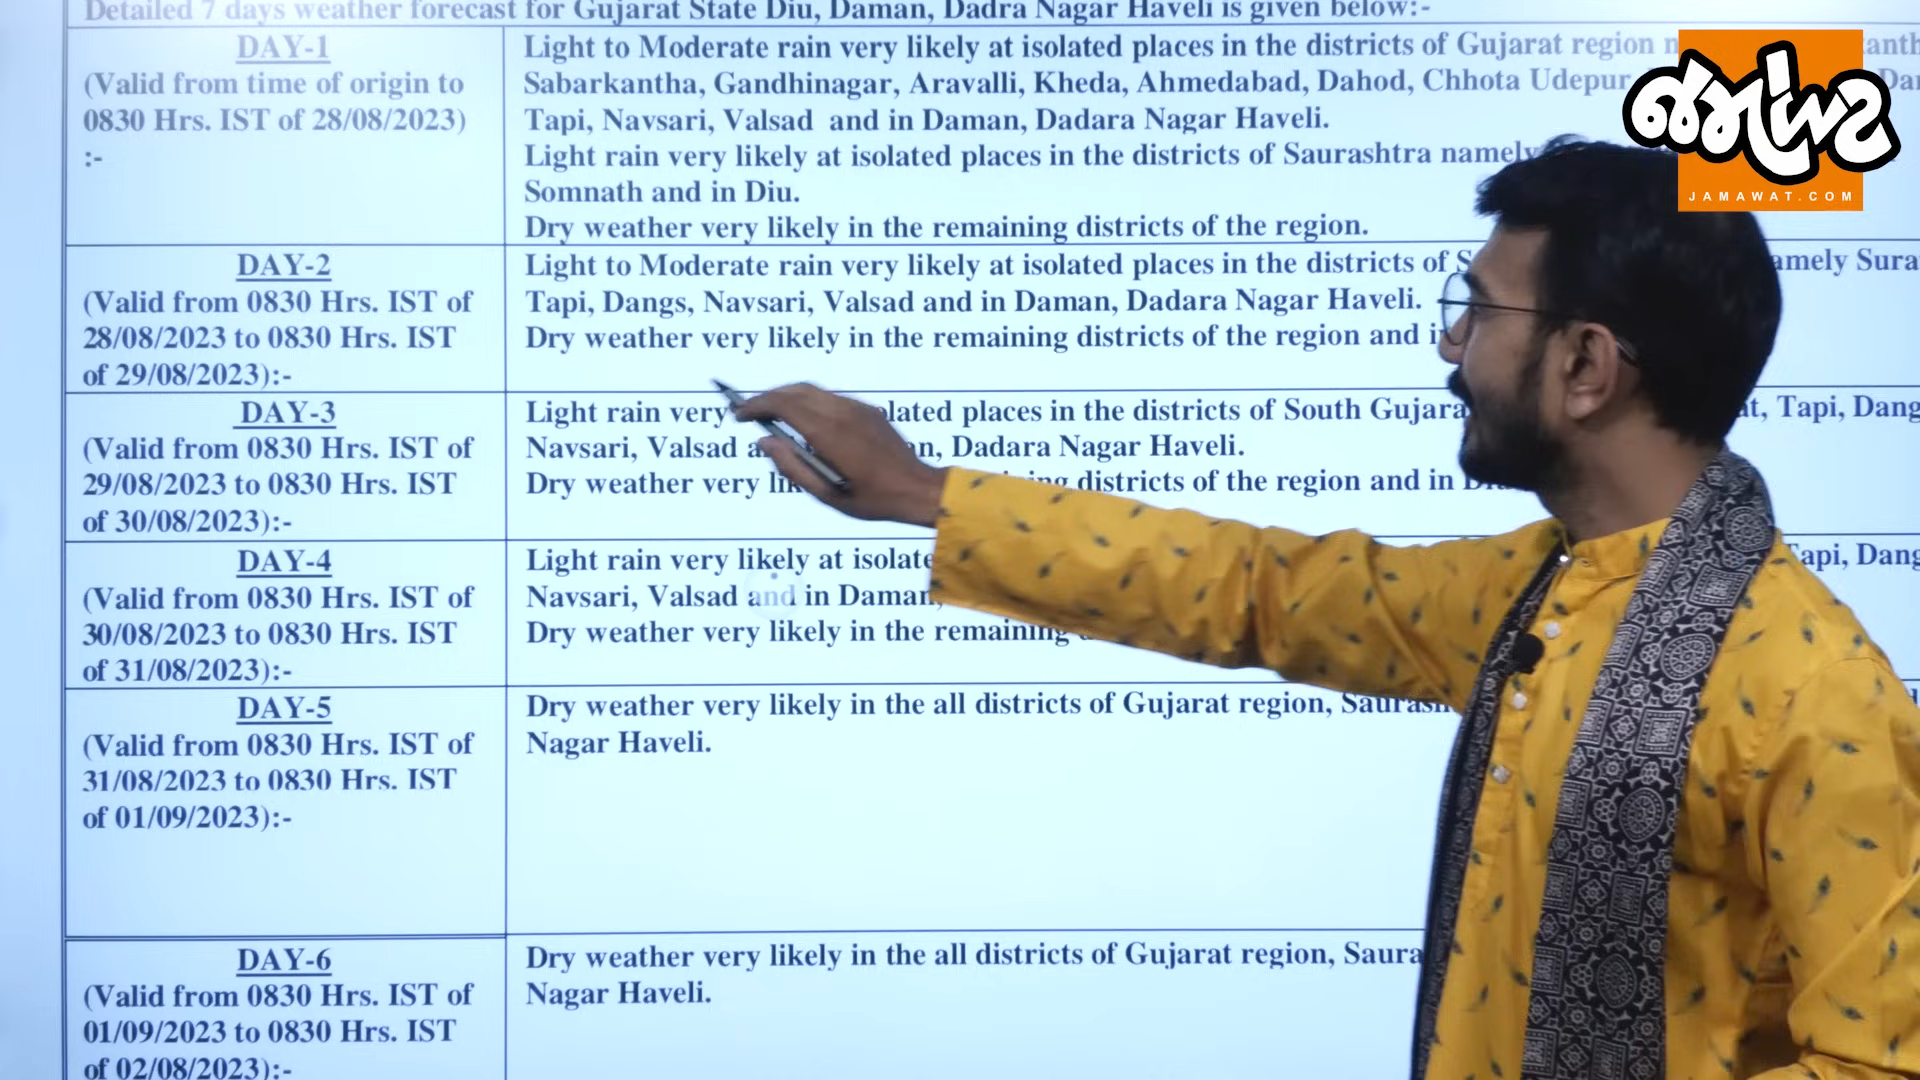 Detailed 7 days weather forecast for Gujarat State Diu, Daman, Dadra Nagar Haveli is given below:-
DAY-1
(Valid from time of origin to
0830 Hrs. IST of 28/08/2023)
:-
Light to Moderate rain very likely at isolated places in the districts of Gujarat region
Sabarkantha, Gandhinagar, Aravalli, Kheda, Ahmedabad, Dahod, Chhota Udepur,
Tapi, Navsari, Valsad and in Daman, Dadara Nagar Haveli.
Light rain very likely at isolated places in the districts of Saurashtra namely
Somnath and in Diu.
Dry weather very likely in the remaining districts of the region.
DAY-2
(Valid from 0830 Hrs. IST of
28/08/2023 to 0830 Hrs. IST
of 29/08/2023):-
Light to Moderate rain very likely at isolated places in the districts of
Tapi, Dangs, Navsari, Valsad and in Daman, Dadara Nagar Haveli.
Dry weather very likely in the remaining districts of the region and
DAY-3
(Valid from 0830 Hrs. IST of
29/08/2023 to 0830 Hrs. IST
of 30/08/2023):-
Light rain very places in the districts of South Tapi,
Navsari, Valsad Dadara Nagar Haveli.
Dry weather very districts of the region and in
DAY-4
(Valid from 0830 Hrs. IST of
30/08/2023 to 0830 Hrs. IST
of 31/08/2023):-
Light rain very likely at
Navsari, Valsad and in Daman,
Dry weather very likely in the remaining
DAY-5
(Valid from 0830 Hrs. IST of
31/08/2023 to 0830 Hrs. IST
of 01/09/2023):-
Dry weather very likely in the all districts of Gujarat region,
Nagar Haveli.
DAY-6
(Valid from 0830 Hrs. IST of
01/09/2023 to 0830 Hrs. IST
of 02/08/2023):-
Dry weather very likely in the all districts of Gujarat region,
Nagar Haveli.
જમાવટ
JAMAWAT.COM